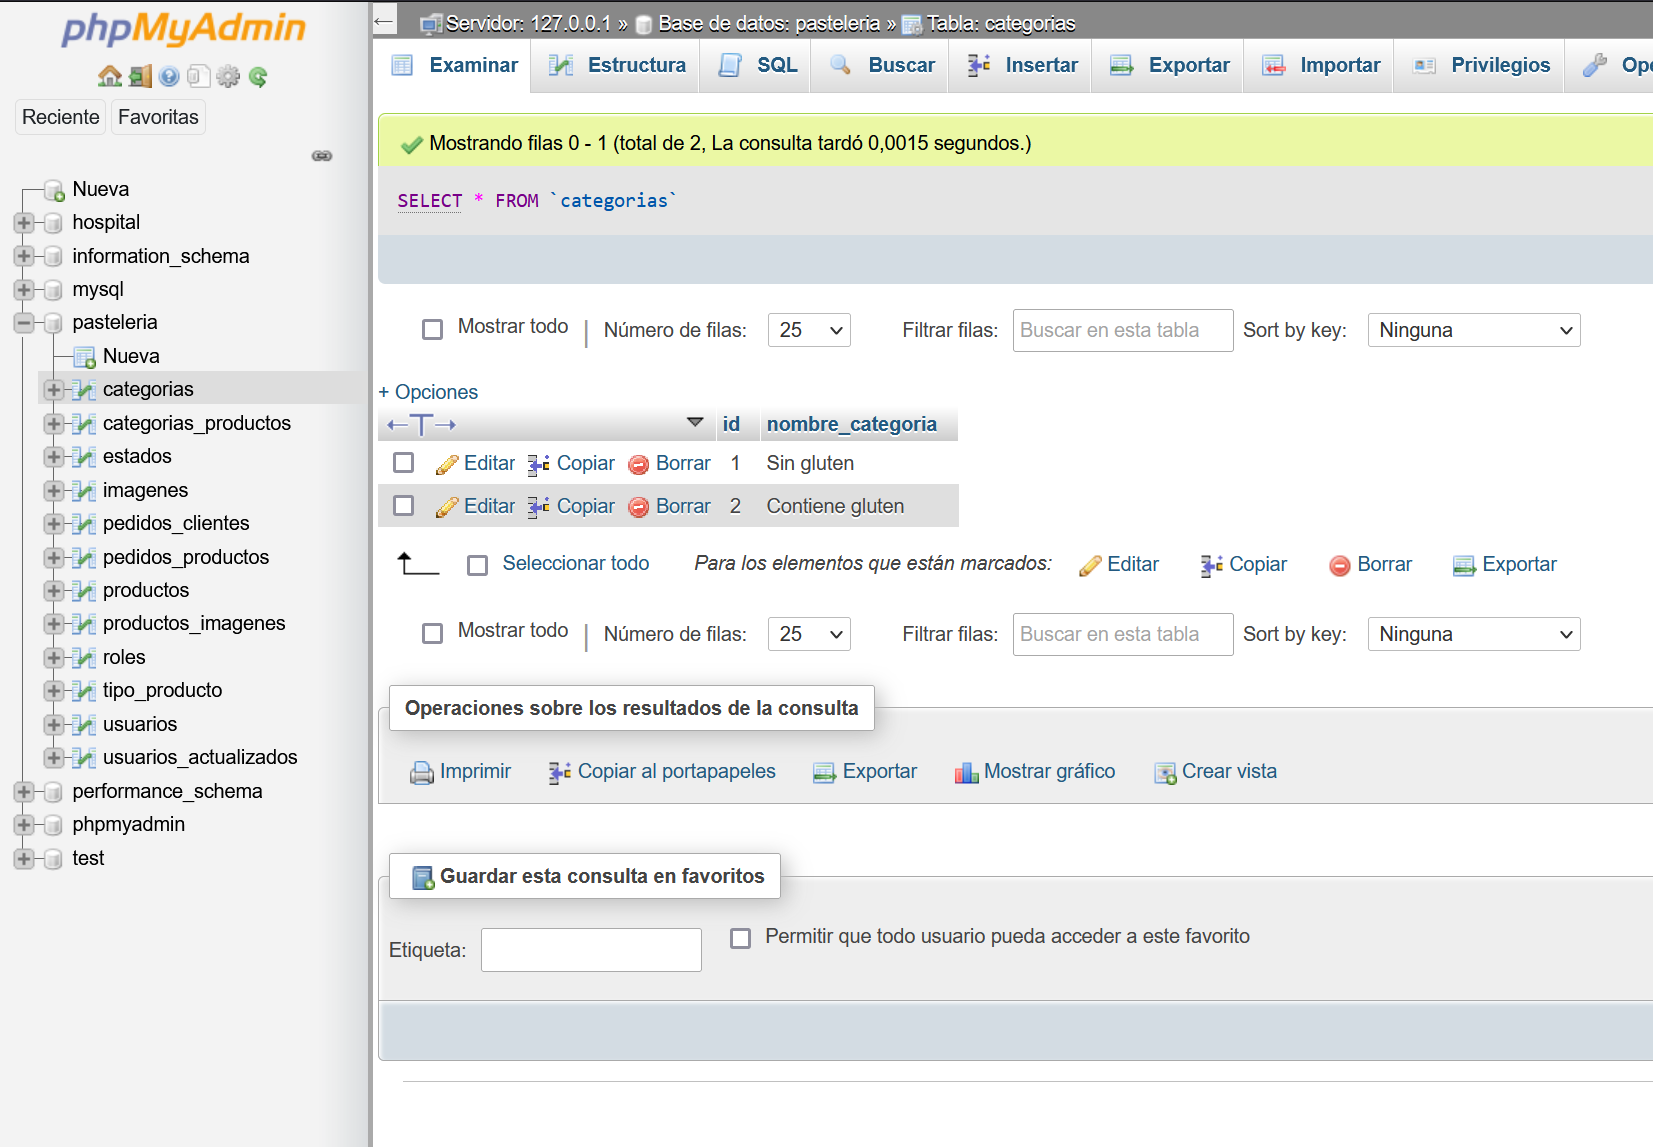 phpMyAdmin
Reciente Favoritas
Nueva
hospital
information_schema
mysql
pasteleria
Nueva
categorias
categorias_productos
estados
imagenes
pedidos_clientes
pedidos_productos
productos
productos_imagenes
roles
tipo_producto
usuarios
usuarios_actualizados
performance_schema
phpmyadmin
test
Servidor: 127.0.0.1 » Base de datos: pasteleria » Tabla: categorias
Examinar Estructura SQL Buscar Insertar Exportar Importar Privilegios Ope
Mostrando filas 0 - 1 (total de 2, La consulta tardó 0,0015 segundos.)
SELECT * FROM `categorias`
Mostrar todo | Número de filas: 25 Filtrar filas: Buscar en esta tabla Sort by key: Ninguna
+ Opciones
←T→ id nombre_categoria
Editar Copiar Borrar 1 Sin gluten
Editar Copiar Borrar 2 Contiene gluten
Seleccionar todo Para los elementos que están marcados: Editar Copiar Borrar Exportar
Mostrar todo | Número de filas: 25 Filtrar filas: Buscar en esta tabla Sort by key: Ninguna
Operaciones sobre los resultados de la consulta
Imprimir Copiar al portapapeles Exportar Mostrar gráfico Crear vista
Guardar esta consulta en favoritos
Etiqueta: Permitir que todo usuario pueda acceder a este favorito